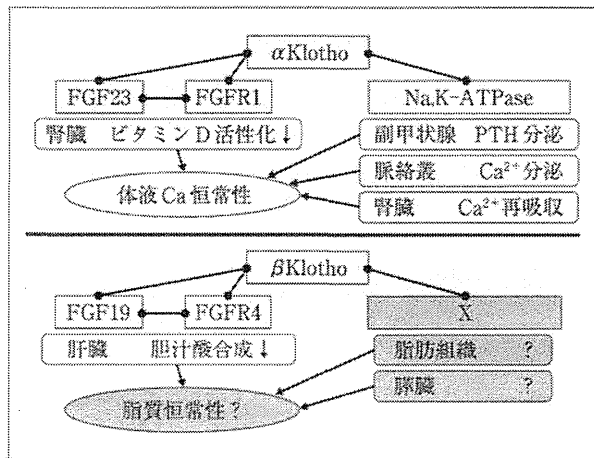 αKlotho
FGF23 FGFR1 Na,K-ATPase
腎臓 ビタミンD活性化↓ 副甲状腺 PTH分泌
脈絡叢 Ca²⁺分泌
体液Ca恒常性
腎臓 Ca²⁺再吸収
βKlotho
FGF19 FGFR4 X
肝臓 胆汁酸合成↓ 脂肪組織 ?
膵臓 ?
脂質恒常性?